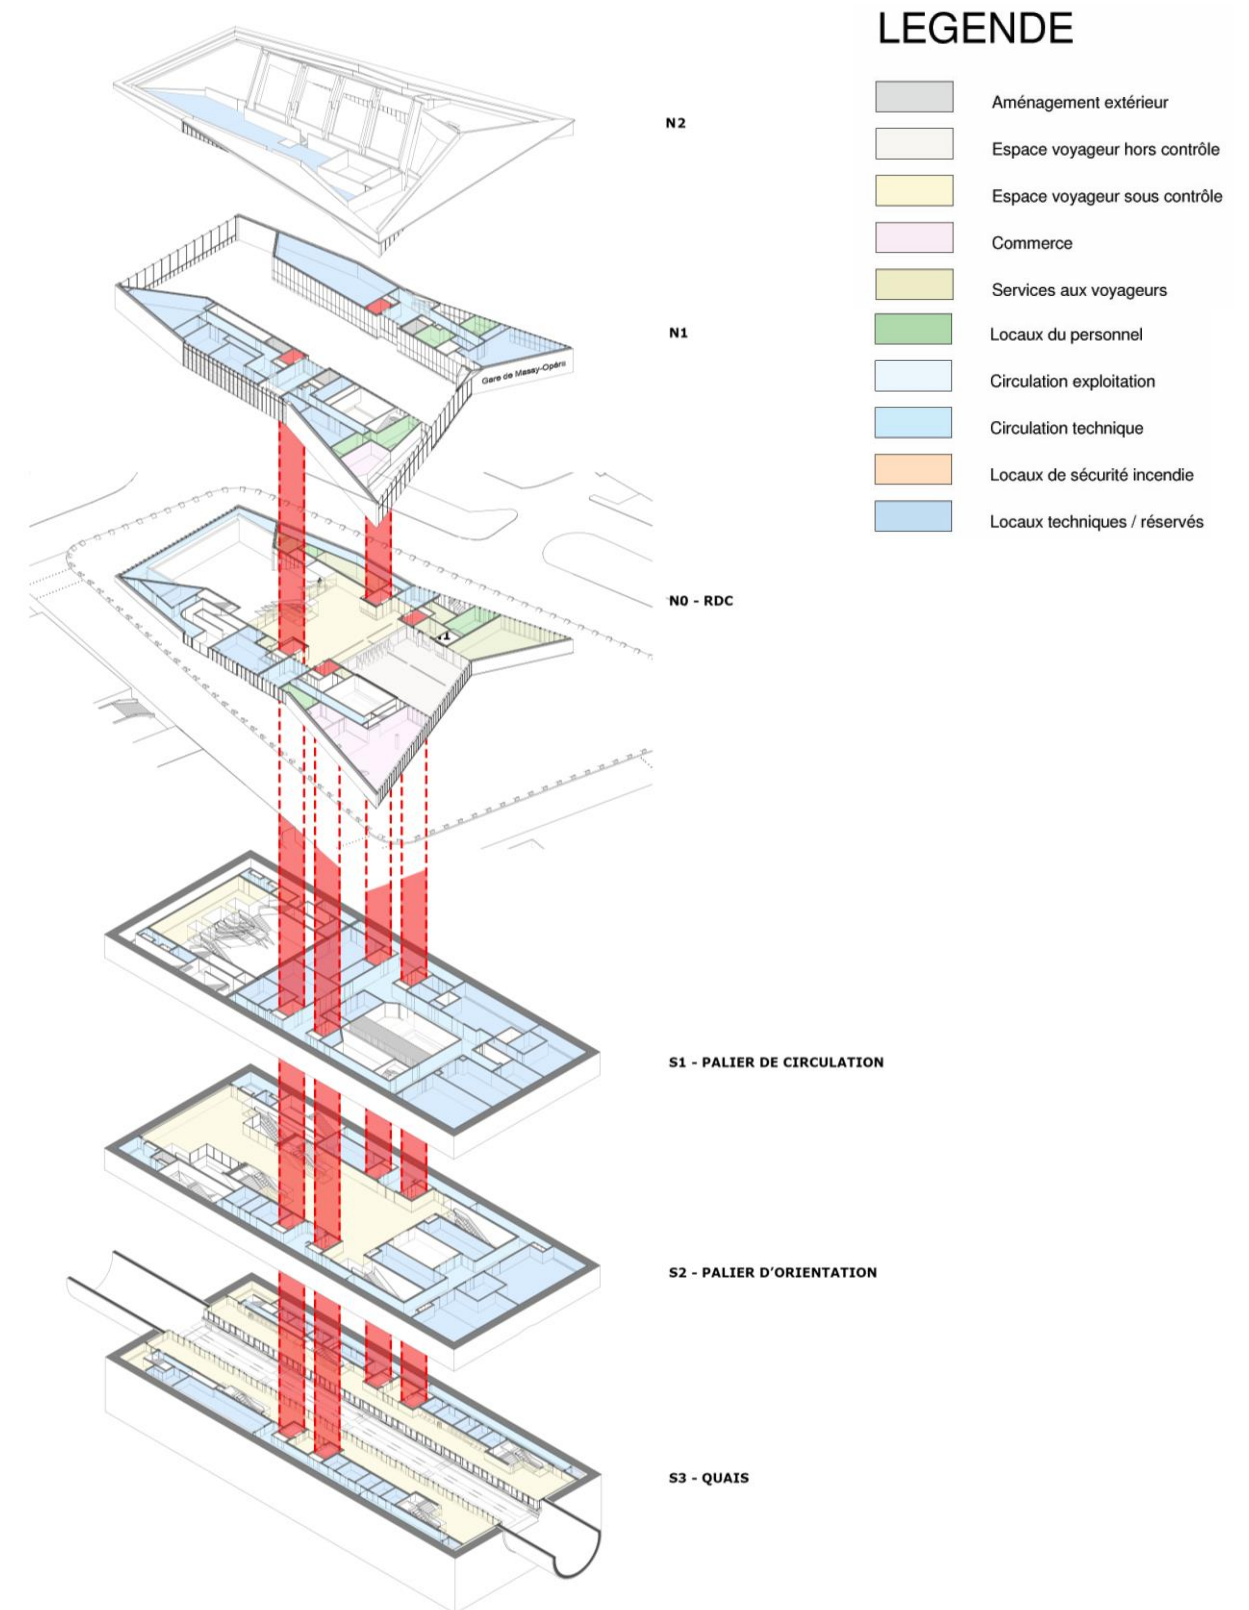 LEGENDE
Aménagement extérieur
Espace voyageur hors contrôle
Espace voyageur sous contrôle
Commerce
Services aux voyageurs
Locaux du personnel
Circulation exploitation
Circulation technique
Locaux de sécurité incendie
Locaux techniques / réservés
N2
N1
Gare de Massy-Opéra
N0 - RDC
S1 - PALIER DE CIRCULATION
S2 - PALIER D'ORIENTATION
S3 - QUAIS